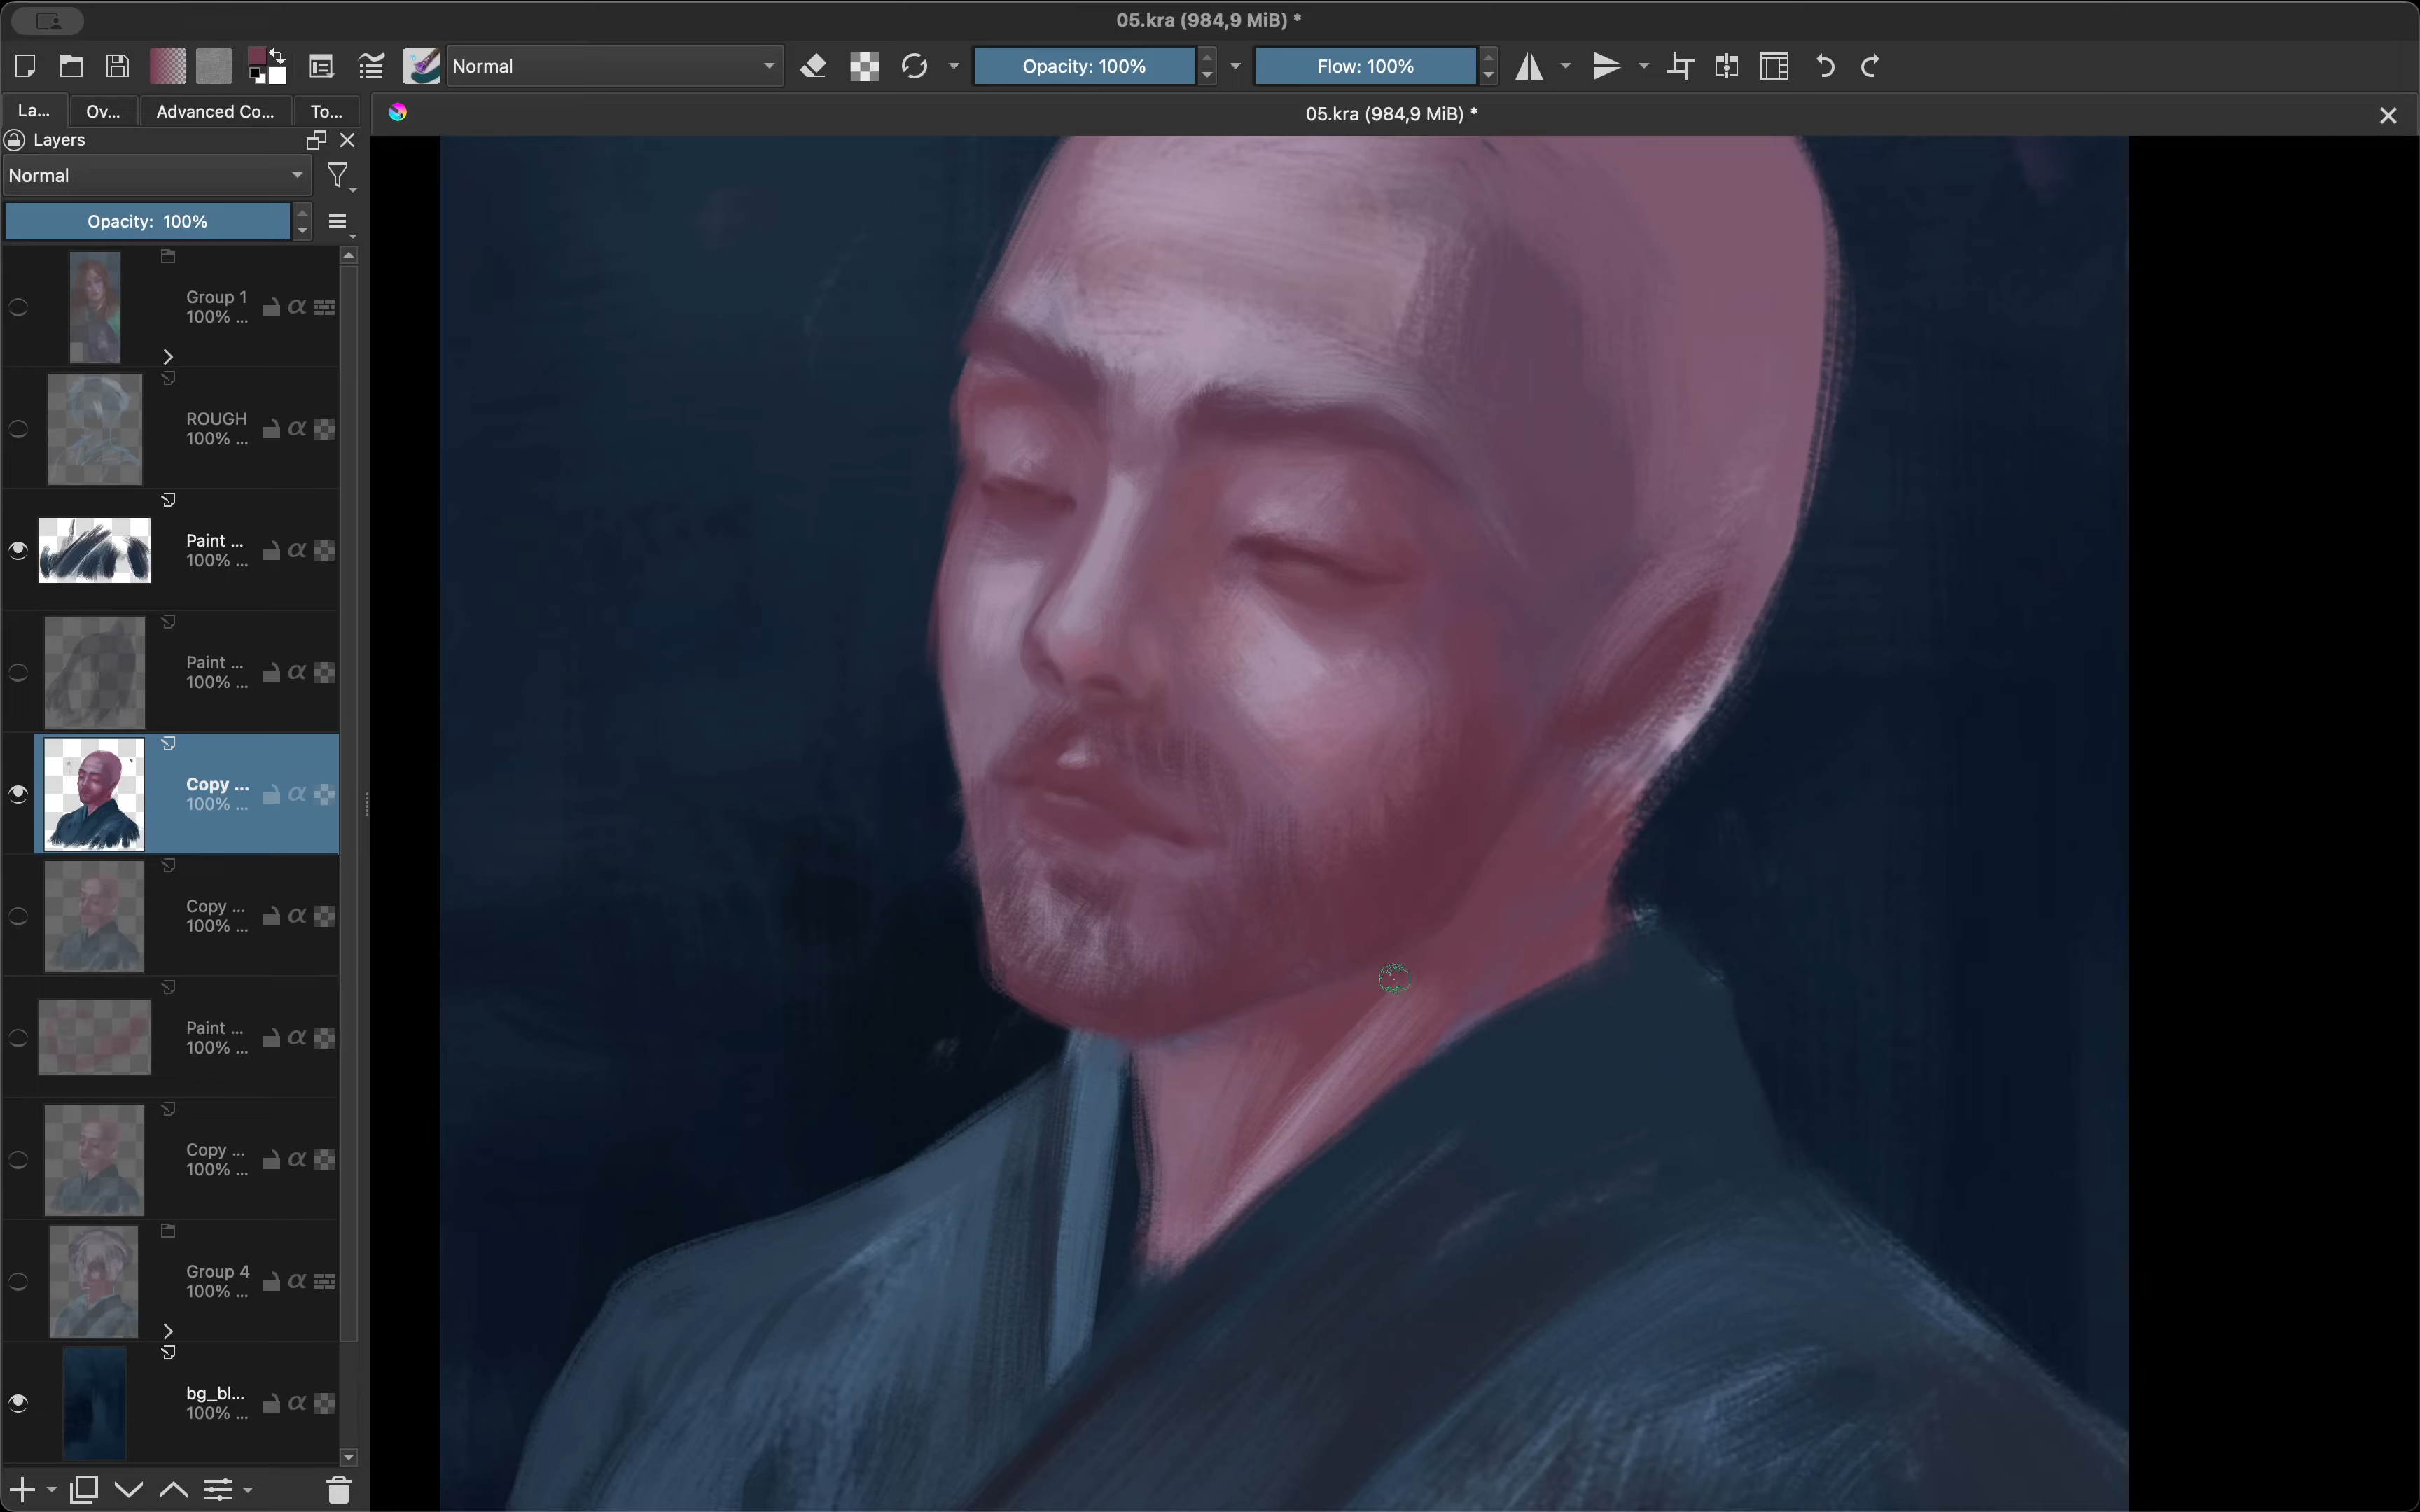 05.kra (984,9 MiB) *
Normal
Opacity: 100%
Flow: 100%
La...
Ov...
Advanced Co...
To...
05.kra (984,9 MiB) *
Layers
Normal
Opacity: 100%
Group 1
100% ...
ROUGH
100% ...
Paint ...
100% ...
Paint ...
100% ...
Copy ...
100% ...
Copy ...
100% ...
Paint ...
100% ...
Copy ...
100% ...
Group 4
100% ...
bg_bl...
100% ...